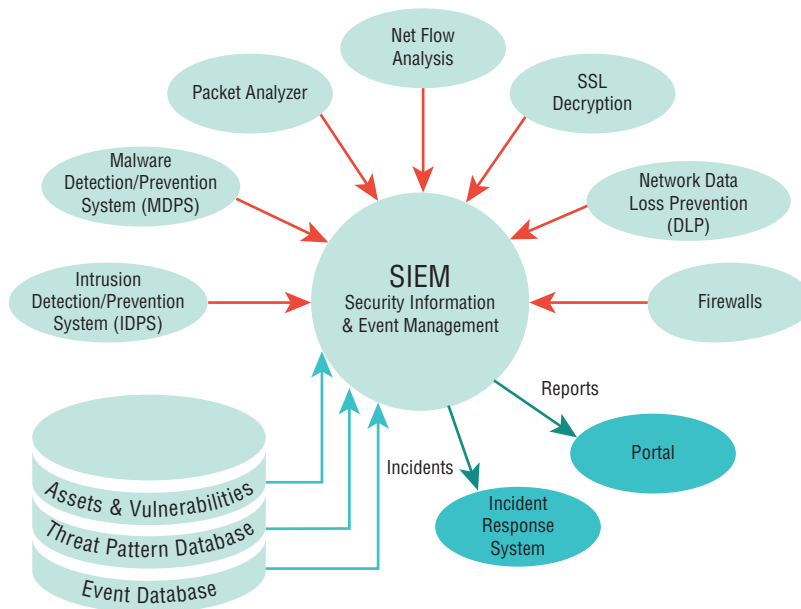 Net Flow
Analysis
Packet Analyzer
SSL
Decryption
Malware
Detection/Prevention
System (MDPS)
Network Data
Loss Prevention
(DLP)
SIEM
Security Information
& Event Management
Intrusion
Detection/Prevention
System (IDPS)
Firewalls
Reports
Portal
Incidents
Incident
Response
System
Assets & Vulnerabilities
Threat Pattern Database
Event Database